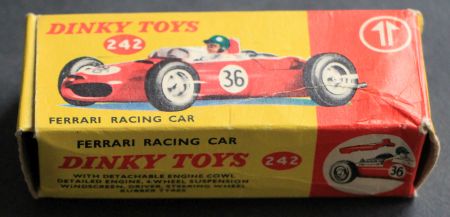 DINKY TOYS
242
36
FERRARI RACING CAR
FERRARI RACING CAR
DINKY TOYS 242
WITH DETACHABLE ENGINE COWL
DETAILED ENGINE, 4-WHEEL SUSPENSION
WINDSCREEN, DRIVER, STEERING WHEEL
RUBBER TYRES
36